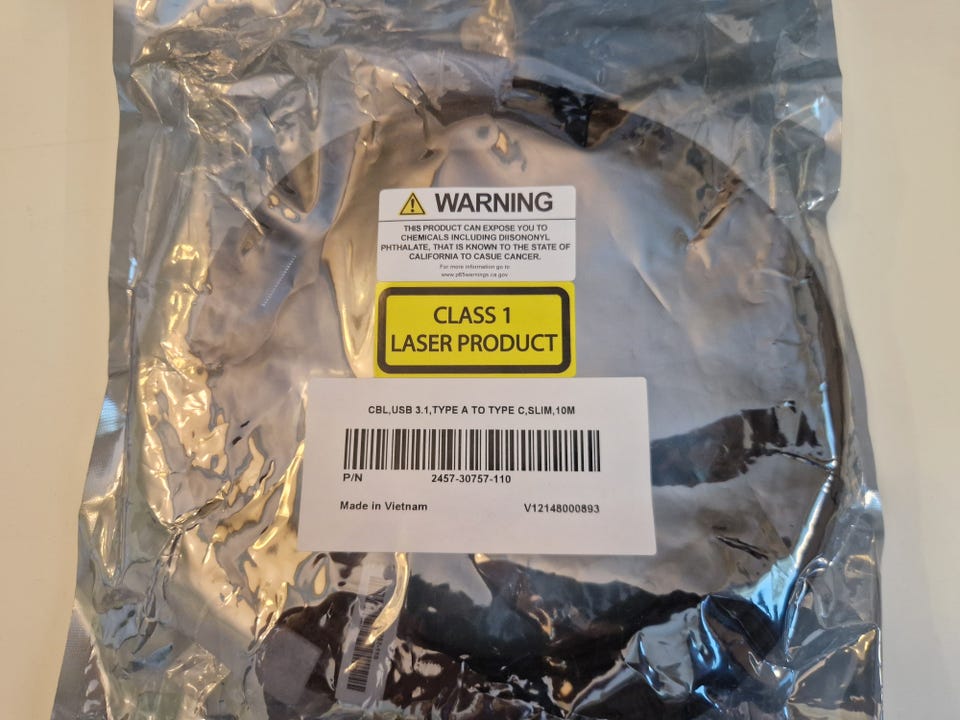 WARNING
THIS PRODUCT CAN EXPOSE YOU TO
CHEMICALS INCLUDING DIISONONYL
PHTHALATE, THAT IS KNOWN TO THE STATE OF
CALIFORNIA TO CASUE CANCER.
For more information go to
www.p65warnings.ca.gov
CLASS 1
LASER PRODUCT
CBL,USB 3.1,TYPE A TO TYPE C,SLIM,10M
P/N 2457-30757-110
Made in Vietnam V12148000893